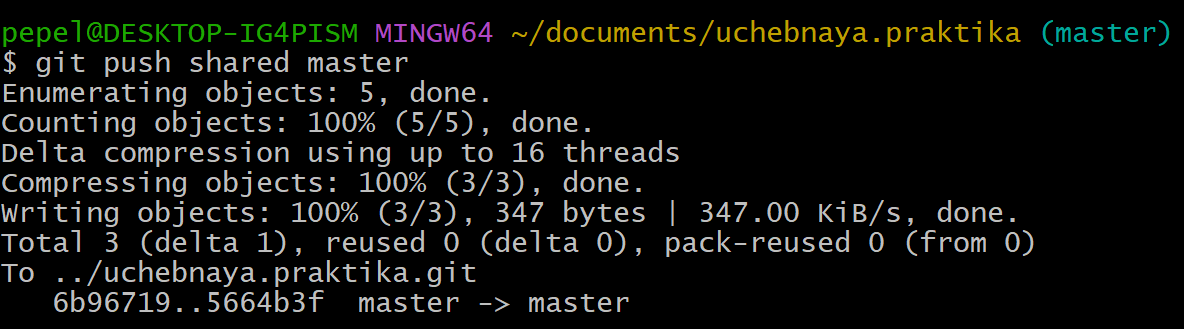 pepel@DESKTOP-IG4PISM MINGW64 ~/documents/uchebnaya.praktika (master)
$ git push shared master
Enumerating objects: 5, done.
Counting objects: 100% (5/5), done.
Delta compression using up to 16 threads
Compressing objects: 100% (3/3), done.
Writing objects: 100% (3/3), 347 bytes | 347.00 KiB/s, done.
Total 3 (delta 1), reused 0 (delta 0), pack-reused 0 (from 0)
To ../uchebnaya.praktika.git
   6b96719..5664b3f  master -> master